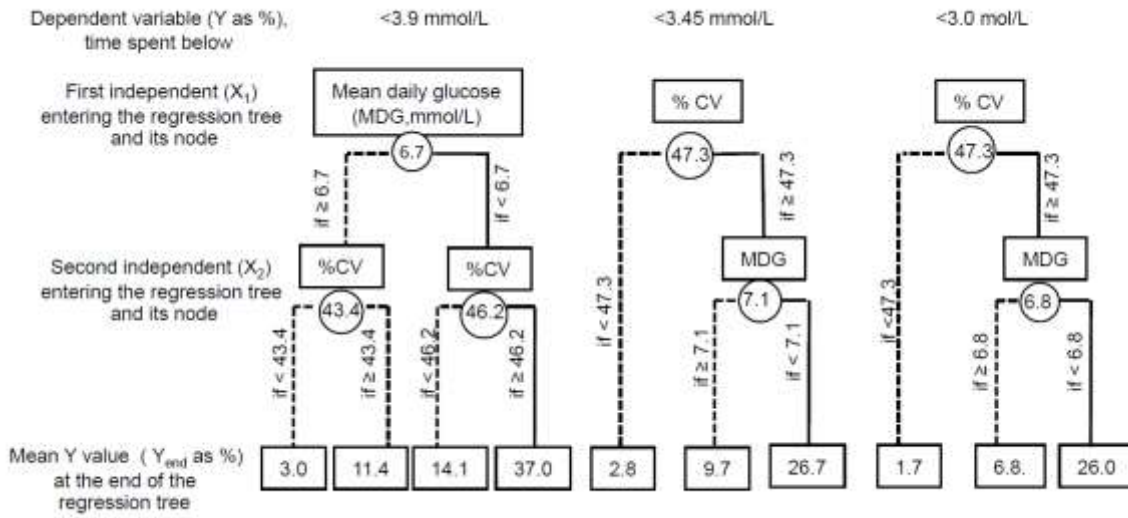 Dependent variable (Y as %),
time spent below
<3.9 mmol/L
<3.45 mmol/L
<3.0 mol/L
First independent (X1)
entering the regression tree
and its node
Mean daily glucose
(MDG,mmol/L)
% CV
% CV
6.7
47.3
47.3
if ≥ 6.7
if < 6.7
if ≥ 47.3
if ≥ 47.3
Second independent (X2)
entering the regression tree
and its node
%CV
%CV
MDG
MDG
43.4
46.2
7.1
6.8
if < 43.4
if ≥ 43.4
if < 46.2
if ≥ 46.2
if < 47.3
if ≥ 7.1
if < 7.1
if <47.3
if ≥ 6.8
if < 6.8
Mean Y value ( Yend as %)
at the end of the
regression tree
3.0
11.4
14.1
37.0
2.8
9.7
26.7
1.7
6.8.
26.0